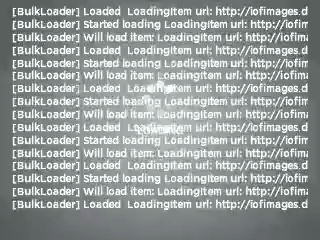 [BulkLoader] Loaded LoadingItem url: http://iofimages.d
[BulkLoader] Started loading LoadingItem url: http://iofim
[BulkLoader] Will load item: LoadingItem url: http://iofima
[BulkLoader] Loaded LoadingItem url: http://iofimages.d
[BulkLoader] Started loading LoadingItem url: http://iofim
[BulkLoader] Will load item: LoadingItem url: http://iofima
[BulkLoader] Loaded LoadingItem url: http://iofimages.d
[BulkLoader] Started loading LoadingItem url: http://iofim
[BulkLoader] Will load item: LoadingItem url: http://iofima
[BulkLoader] Loaded LoadingItem url: http://iofimages.d
[BulkLoader] Started loading LoadingItem url: http://iofim
[BulkLoader] Will load item: LoadingItem url: http://iofima
[BulkLoader] Loaded LoadingItem url: http://iofimages.d
[BulkLoader] Started loading LoadingItem url: http://iofim
[BulkLoader] Will load item: LoadingItem url: http://iofima
[BulkLoader] Loaded LoadingItem url: http://iofimages.d